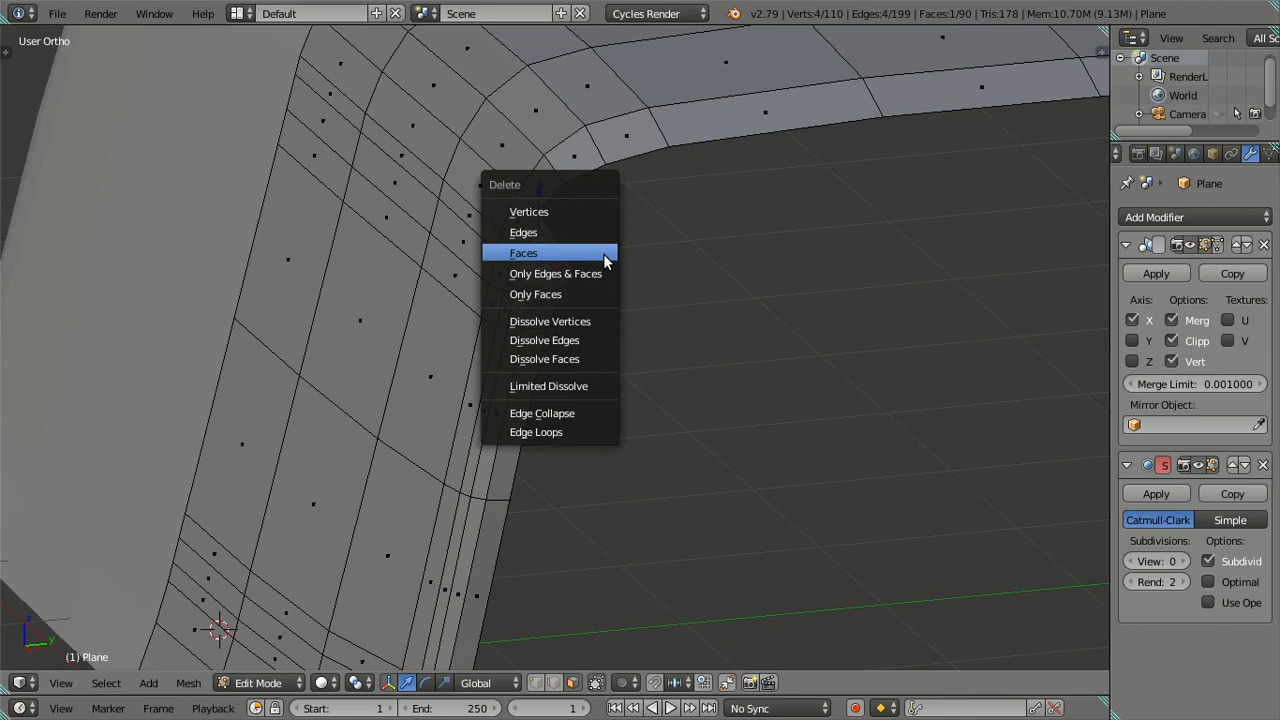 File Render Window Help Default Scene Cycles Render v2.79 | Verts:4/110 | Edges:4/199 | Faces:1/90 | Tris:178 | Mem:10.70M (9.13M) | Plane
User Ortho
View Search All Sc
Scene
RenderL
World
Camera
Plane
Add Modifier
Apply Copy
Axis: Options: Textures:
X Merg U
Y Clipp V
Z Vert
Merge Limit: 0.001000
Mirror Object:
S
Apply Copy
Catmull-Clark Simple
Subdivisions: Options:
View: 0 Subdivid
Rend: 2 Optimal
Use Ope
Delete
Vertices
Edges
Faces
Only Edges & Faces
Only Faces
Dissolve Vertices
Dissolve Edges
Dissolve Faces
Limited Dissolve
Edge Collapse
Edge Loops
z
y
(1) Plane
View Select Add Mesh Edit Mode Global
View Marker Frame Playback Start: 1 End: 250 1 No Sync